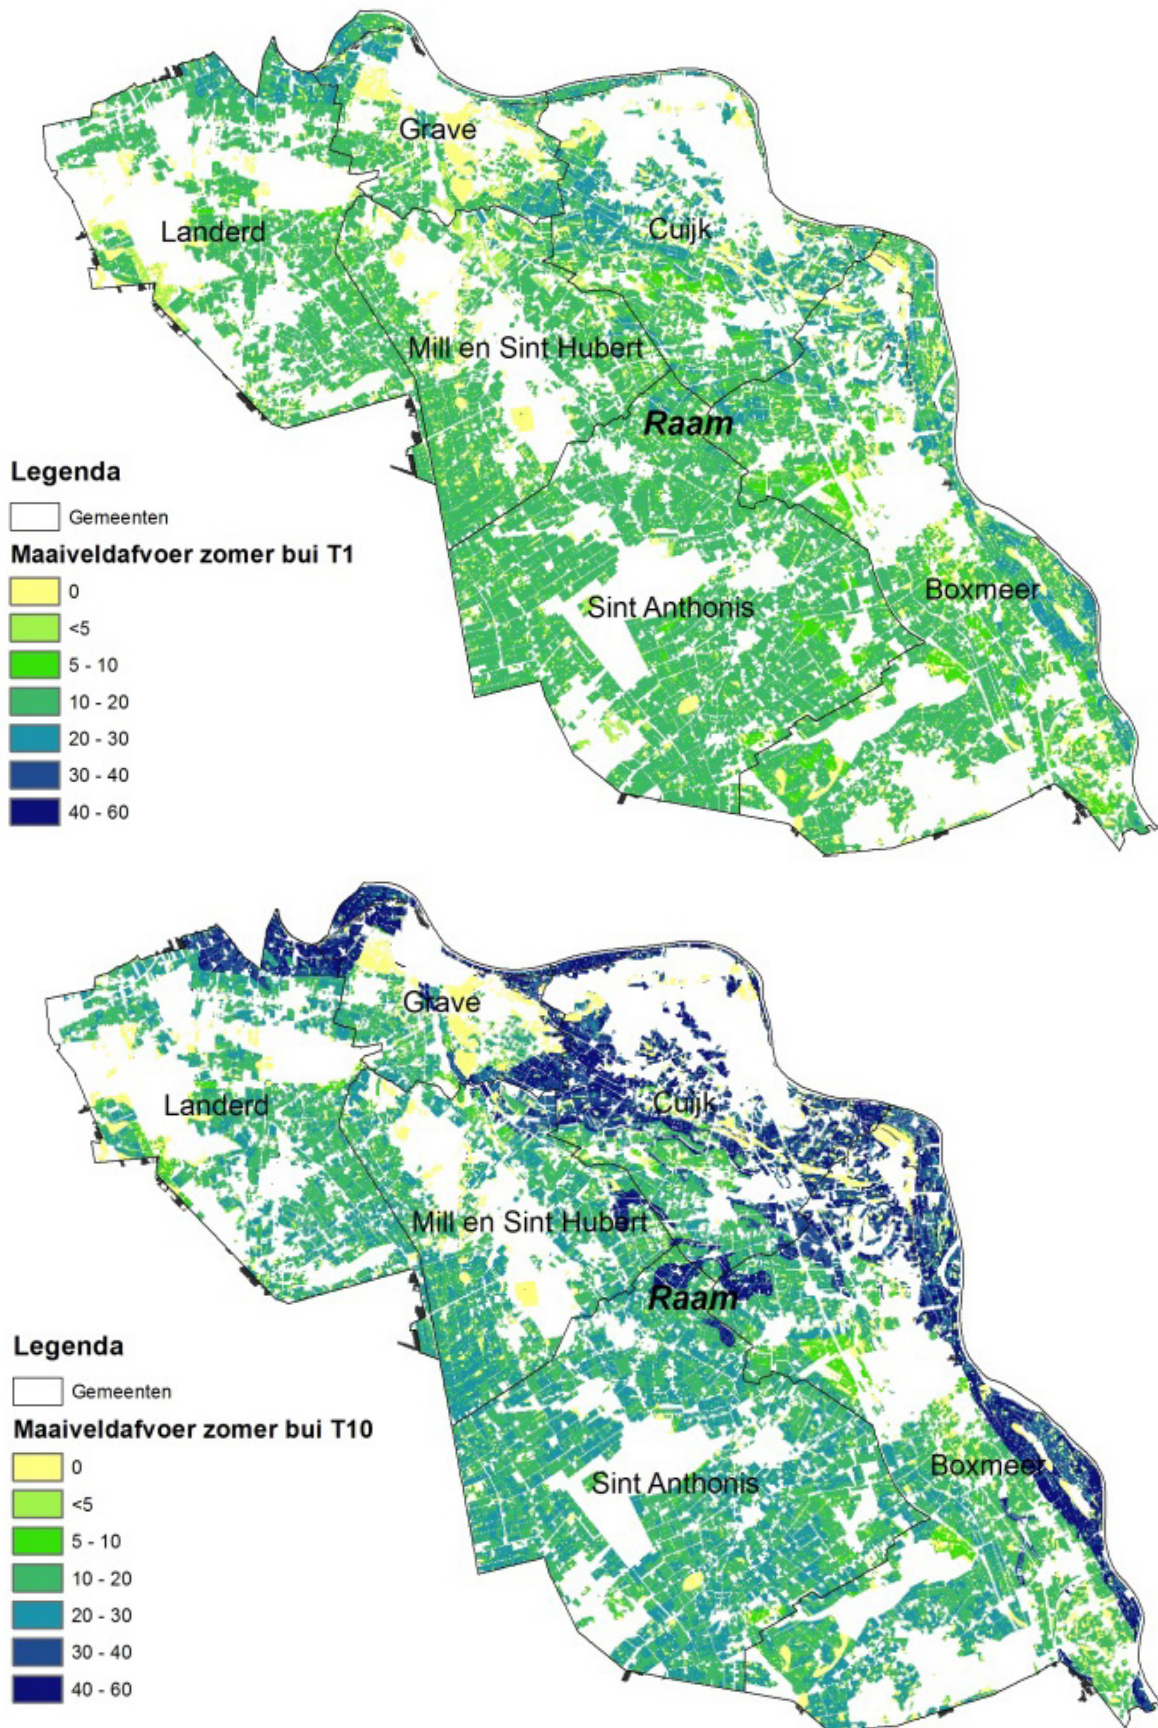 Grave
Landerd
Cuijk
Mill en Sint Hubert
Raam
Legenda
Gemeenten
Maaiveldafvoer zomer bui T1
0
<5
5 - 10
10 - 20
20 - 30
30 - 40
40 - 60
Sint Anthonis
Boxmeer
Grave
Landerd
Cuijk
Mill en Sint Hubert
Raam
Legenda
Gemeenten
Maaiveldafvoer zomer bui T10
0
<5
5 - 10
10 - 20
20 - 30
30 - 40
40 - 60
Sint Anthonis
Boxmeer